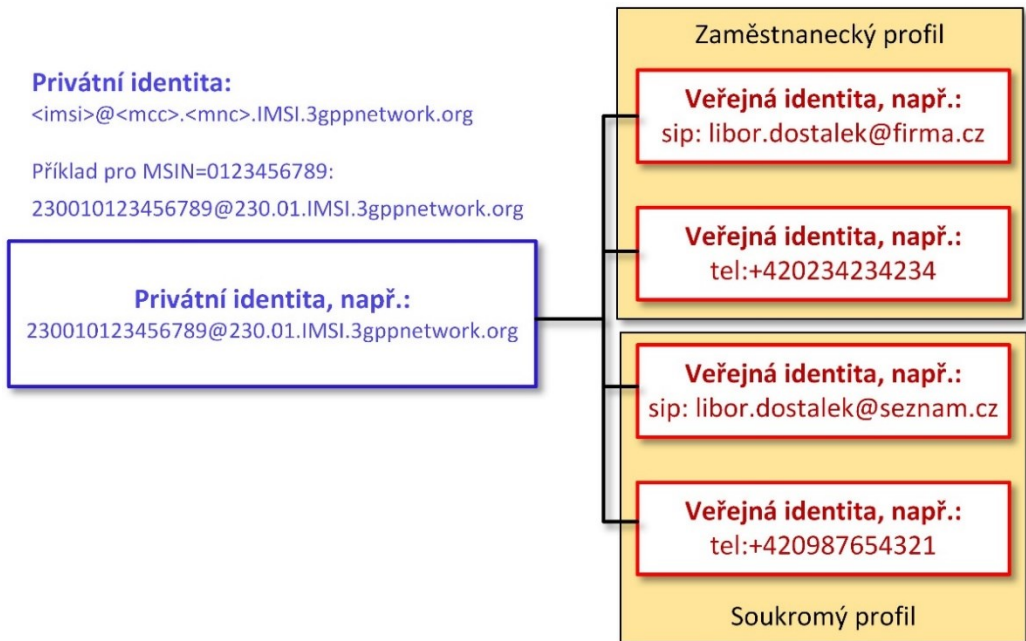 Privátní identita:
<imsi>@<mcc>.<mnc>.IMSI.3gppnetwork.org
Příklad pro MSIN=0123456789:
230010123456789@230.01.IMSI.3gppnetwork.org
Privátní identita, např.:
230010123456789@230.01.IMSI.3gppnetwork.org
Zaměstnanecký profil
Veřejná identita, např.:
sip: libor.dostalek@firma.cz
Veřejná identita, např.:
tel:+420234234234
Veřejná identita, např.:
sip: libor.dostalek@seznam.cz
Veřejná identita, např.:
tel:+420987654321
Soukromý profil